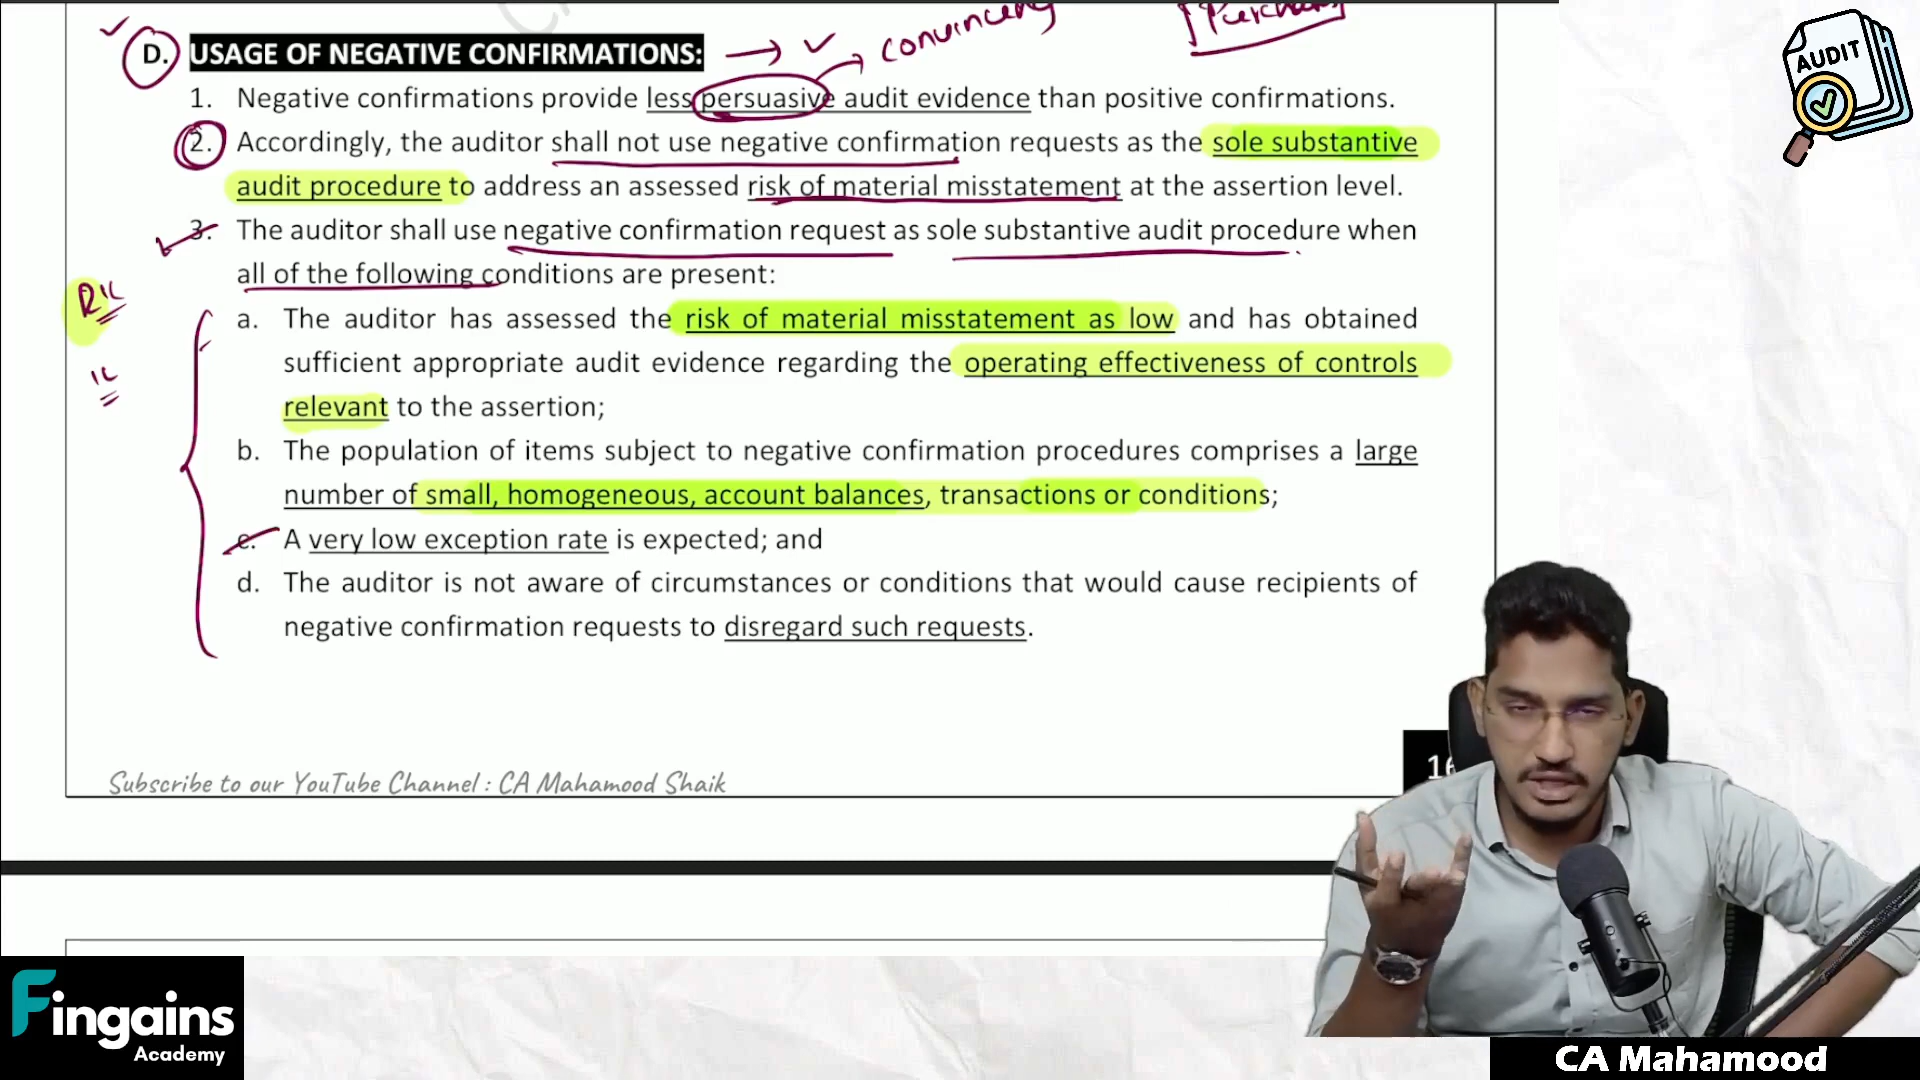 convincing
Purchase
D. USAGE OF NEGATIVE CONFIRMATIONS:
AUDIT
1. Negative confirmations provide less persuasive audit evidence than positive confirmations.
2. Accordingly, the auditor shall not use negative confirmation requests as the sole substantive
audit procedure to address an assessed risk of material misstatement at the assertion level.
3. The auditor shall use negative confirmation request as sole substantive audit procedure when
all of the following conditions are present:
a. The auditor has assessed the risk of material misstatement as low and has obtained
sufficient appropriate audit evidence regarding the operating effectiveness of controls
relevant to the assertion;
b. The population of items subject to negative confirmation procedures comprises a large
number of small, homogeneous, account balances, transactions or conditions;
c. A very low exception rate is expected; and
d. The auditor is not aware of circumstances or conditions that would cause recipients of
negative confirmation requests to disregard such requests.
Subscribe to our YouTube Channel : CA Mahamood Shaik
Fingains
Academy
CA Mahamood